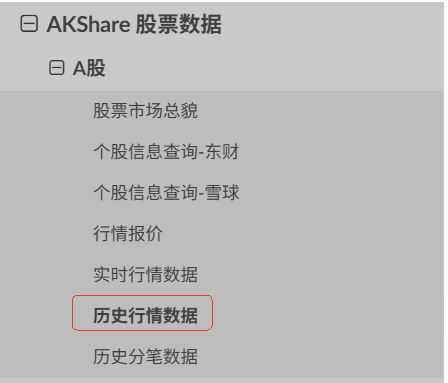 AKShare 股票数据
A股
股票市场总貌
个股信息查询-东财
个股信息查询-雪球
行情报价
实时行情数据
历史行情数据
历史分笔数据